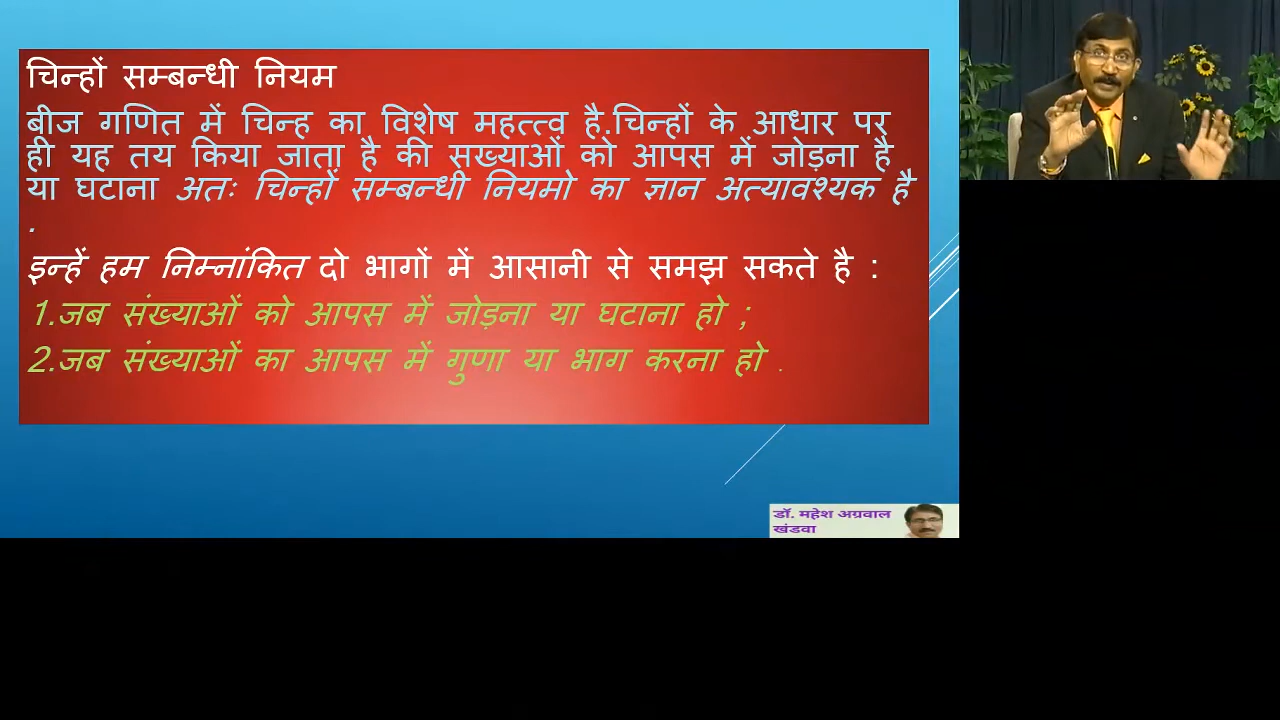 चिन्हों सम्बन्धी नियम
बीज गणित में चिन्ह का विशेष महत्त्व है.चिन्हों के आधार पर
ही यह तय किया जाता है की सख्याओं को आपस में जोड़ना है
या घटाना अतः चिन्हों सम्बन्धी नियमो का ज्ञान अत्यावश्यक है
.
इन्हें हम निम्नांकित दो भागों में आसानी से समझ सकते है :
1.जब संख्याओं को आपस में जोड़ना या घटाना हो ;
2.जब संख्याओं का आपस में गुणा या भाग करना हो .
डॉ. महेश अग्रवाल
खंडवा